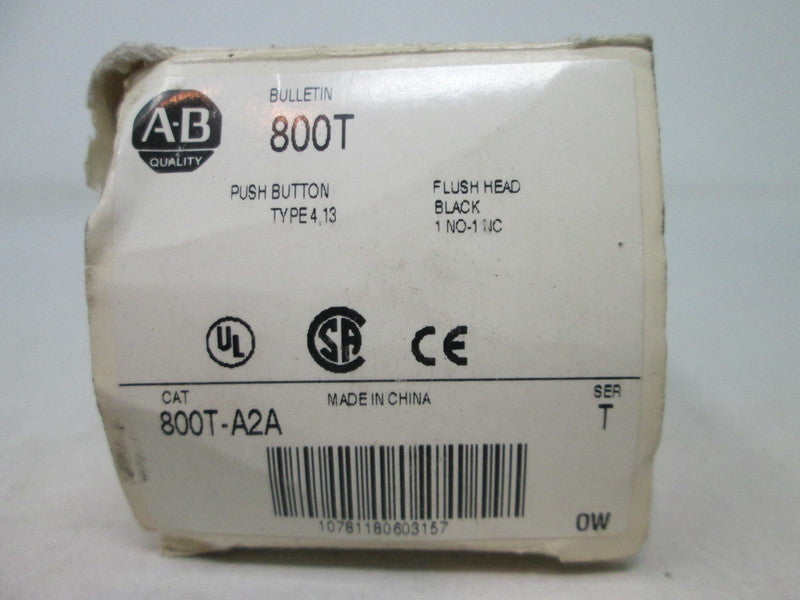 A-B
QUALITY
BULLETIN
800T
PUSH BUTTON
TYPE 4,13
FLUSH HEAD
BLACK
1 NO-1 NC
UL
SA
CE
CAT
800T-A2A
MADE IN CHINA
SER
T
10781180603157
OW